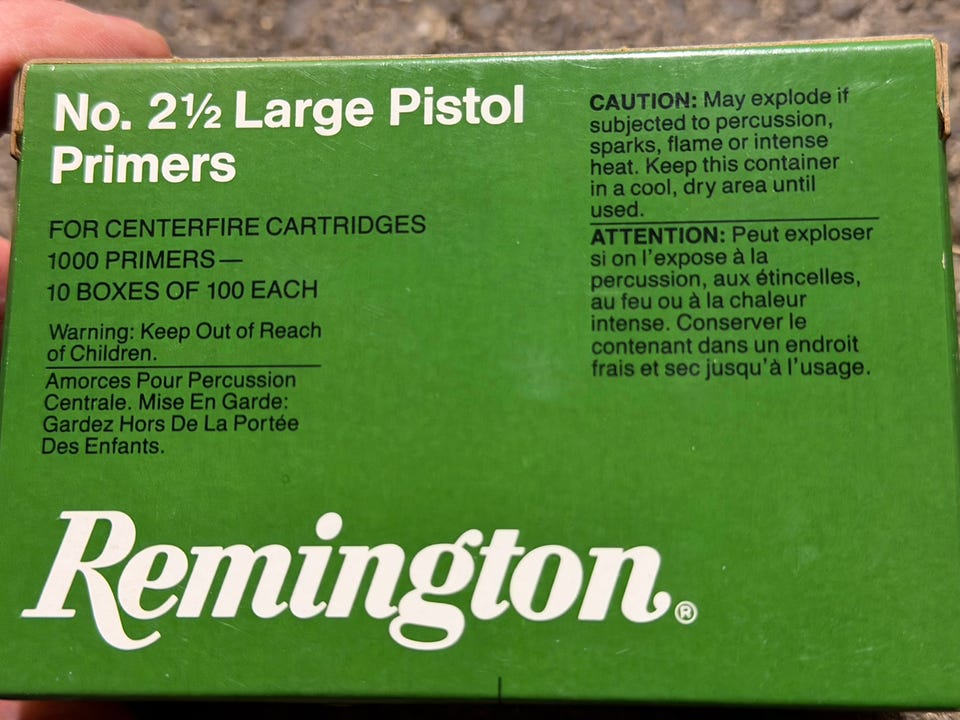 No. 2½ Large Pistol
Primers
FOR CENTERFIRE CARTRIDGES
1000 PRIMERS—
10 BOXES OF 100 EACH
Warning: Keep Out of Reach
of Children.
Amorces Pour Percussion
Centrale. Mise En Garde:
Gardez Hors De La Portée
Des Enfants.
CAUTION: May explode if
subjected to percussion,
sparks, flame or intense
heat. Keep this container
in a cool, dry area until
used.
ATTENTION: Peut exploser
si on l'expose à la
percussion, aux étincelles,
au feu ou à la chaleur
intense. Conserver le
contenant dans un endroit
frais et sec jusqu'à l'usage.
Remington®